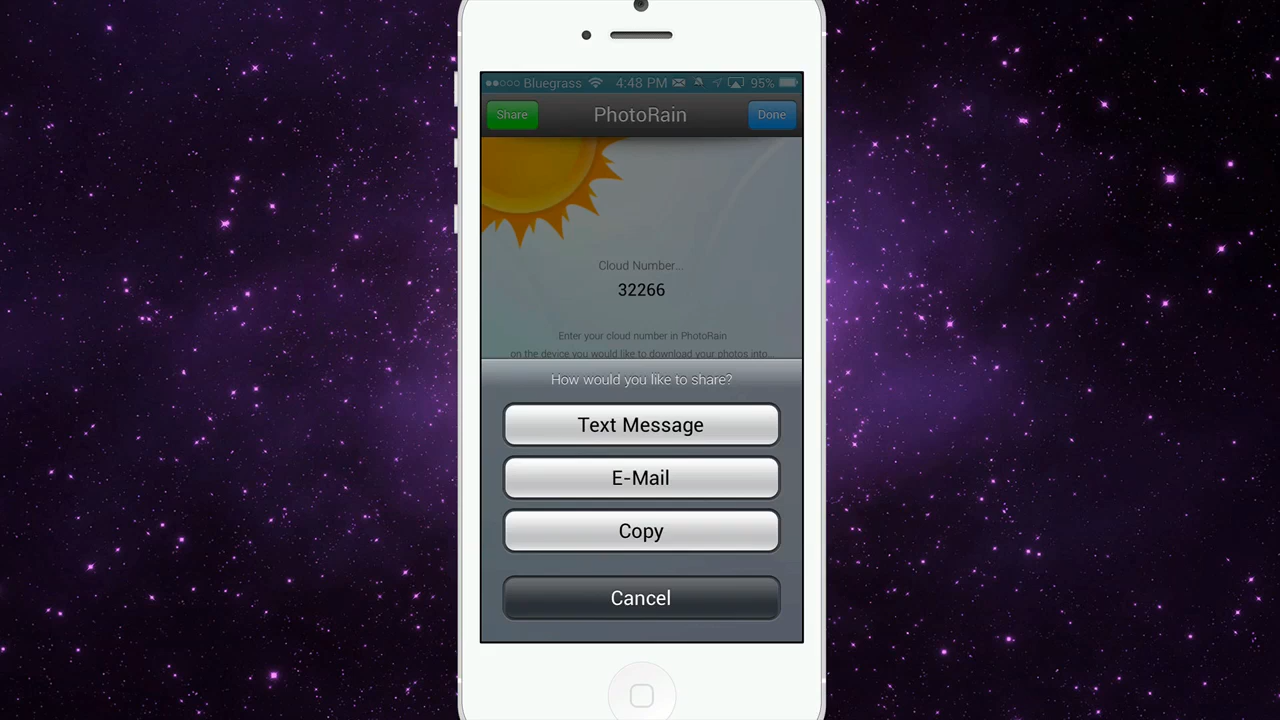 Bluegrass 4:48 PM 95%
Share PhotoRain Done
Cloud Number...
32266
Enter your cloud number in PhotoRain
on the device you would like to download your photos into...
How would you like to share?
Text Message
E-Mail
Copy
Cancel